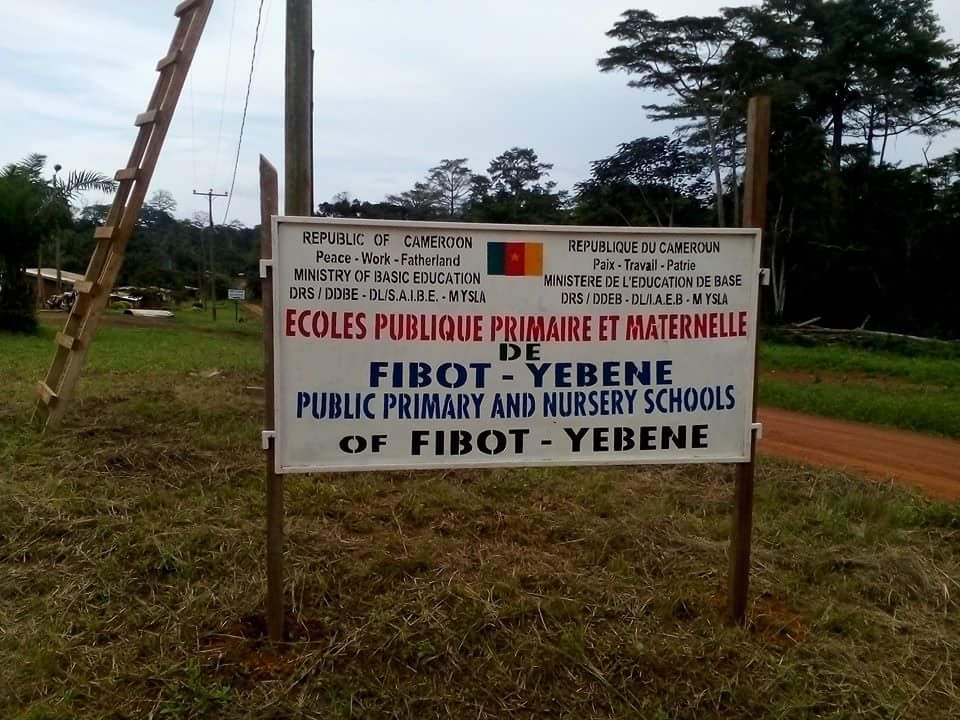 REPUBLIC OF CAMEROON
Peace - Work - Fatherland
MINISTRY OF BASIC EDUCATION
DRS / DDBE - DL/S.A.I.B.E. - MYSLA
REPUBLIQUE DU CAMEROUN
Paix - Travail - Patrie
MINISTERE DE L'EDUCATION DE BASE
DRS / DDEB - DL/I.A.E.B - MYSLA
ECOLES PUBLIQUE PRIMAIRE ET MATERNELLE
DE
FIBOT - YEBENE
PUBLIC PRIMARY AND NURSERY SCHOOLS
OF FIBOT - YEBENE